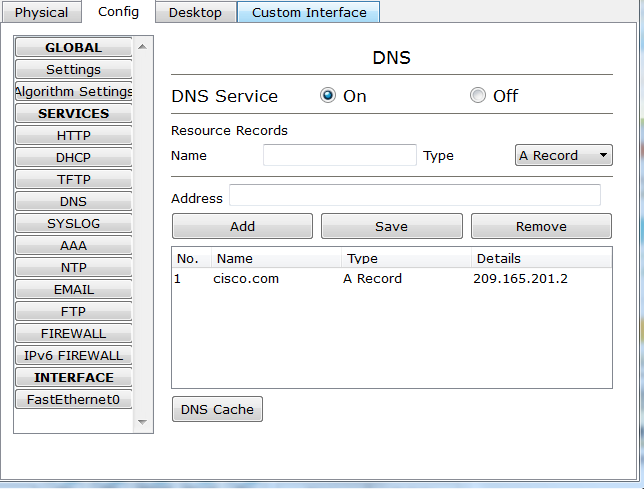 Physical Config Desktop Custom Interface
GLOBAL
Settings
Algorithm Settings
SERVICES
HTTP
DHCP
TFTP
DNS
SYSLOG
AAA
NTP
EMAIL
FTP
FIREWALL
IPv6 FIREWALL
INTERFACE
FastEthernet0
DNS
DNS Service On Off
Resource Records
Name Type A Record
Address
Add Save Remove
No. Name Type Details
1 cisco.com A Record 209.165.201.2
DNS Cache